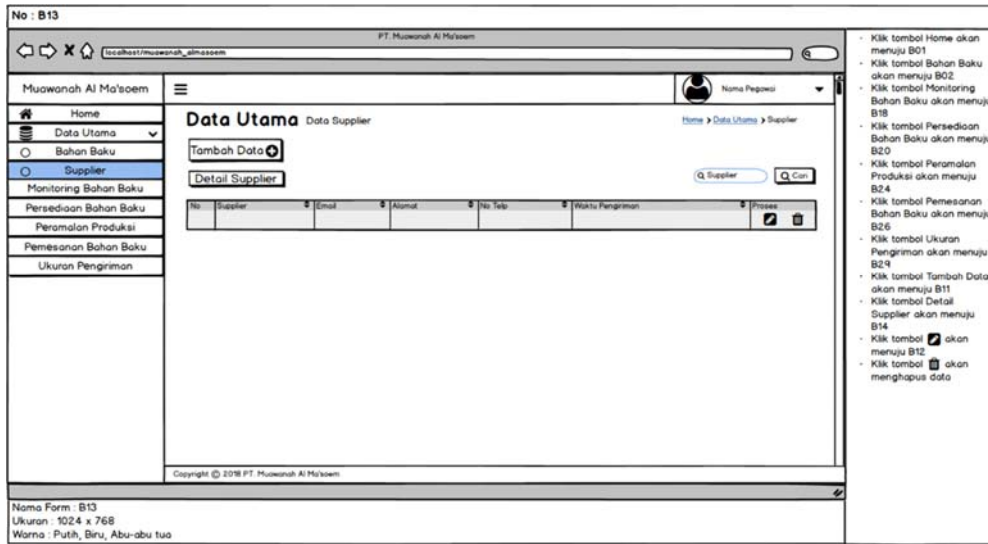 No : B13
PT. Muawanah Al Ma'soem
localhost/muawanah_almasoem
Muawanah Al Ma'soem
Nama Pegawai
Home
Data Utama
Bahan Baku
Supplier
Monitoring Bahan Baku
Persediaan Bahan Baku
Peramalan Produksi
Pemesanan Bahan Baku
Ukuran Pengiriman
Data Utama Data Supplier
Home > Data Utama > Supplier
Tambah Data
Detail Supplier
Supplier
Cari
No Supplier Email Alamat No Telp Waktu Pengiriman Proses
Copyright © 2018 PT. Muawanah Al Ma'soem
Nama Form : B13
Ukuran : 1024 x 768
Warna : Putih, Biru, Abu-abu tua
- Klik tombol Home akan
menuju B01
- Klik tombol Bahan Baku
akan menuju B02
- Klik tombol Monitoring
Bahan Baku akan menuju
B18
- Klik tombol Persediaan
Bahan Baku akan menuju
B20
- Klik tombol Peramalan
Produksi akan menuju
B24
- Klik tombol Pemesanan
Bahan Baku akan menuju
B26
- Klik tombol Ukuran
Pengiriman akan menuju
B29
- Klik tombol Tambah Data
akan menuju B11
- Klik tombol Detail
Supplier akan menuju
B14
- Klik tombol akan
menuju B12
- Klik tombol akan
menghapus data